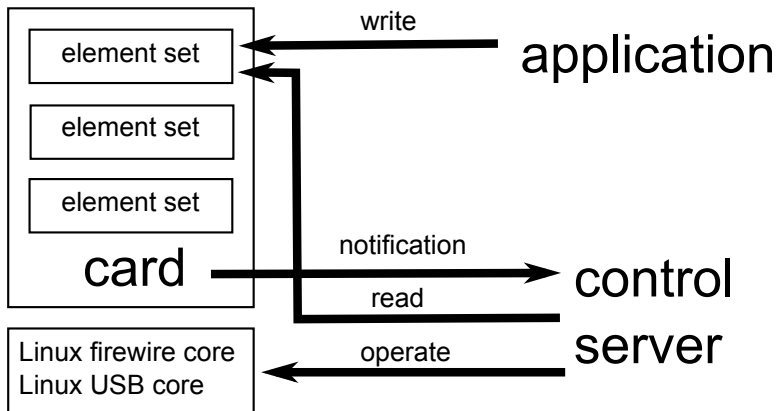 write
element set
application
element set
element set
notification
card
control
read
server
Linux firewire core
operate
Linux USB core